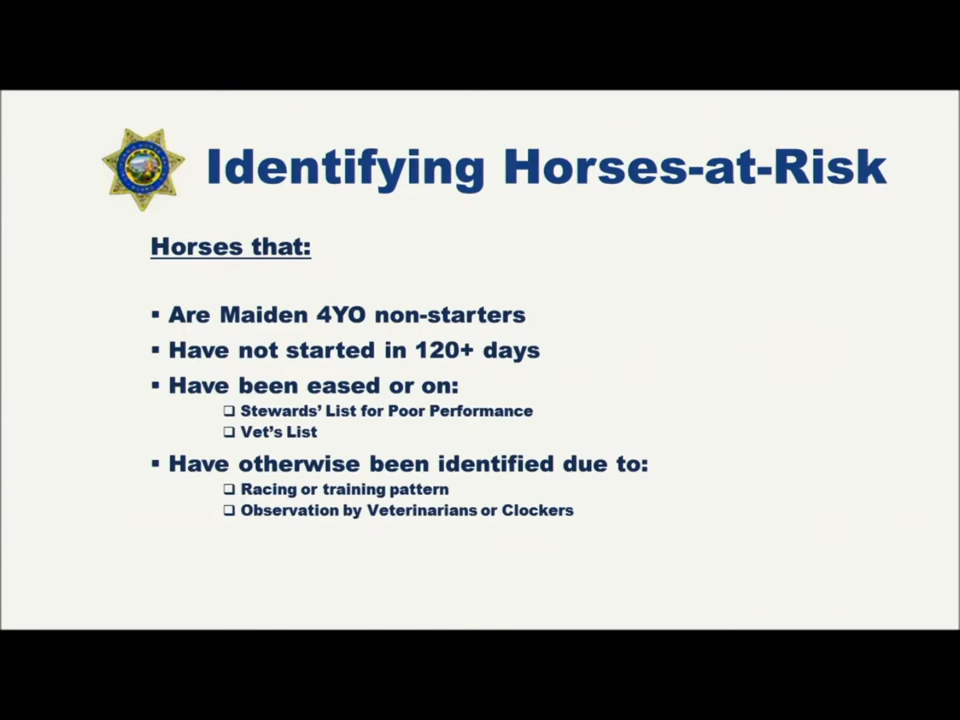 Identifying Horses-at-Risk
Horses that:
▪ Are Maiden 4YO non-starters
▪ Have not started in 120+ days
▪ Have been eased or on:
❑ Stewards’ List for Poor Performance
❑ Vet’s List
▪ Have otherwise been identified due to:
❑ Racing or training pattern
❑ Observation by Veterinarians or Clockers